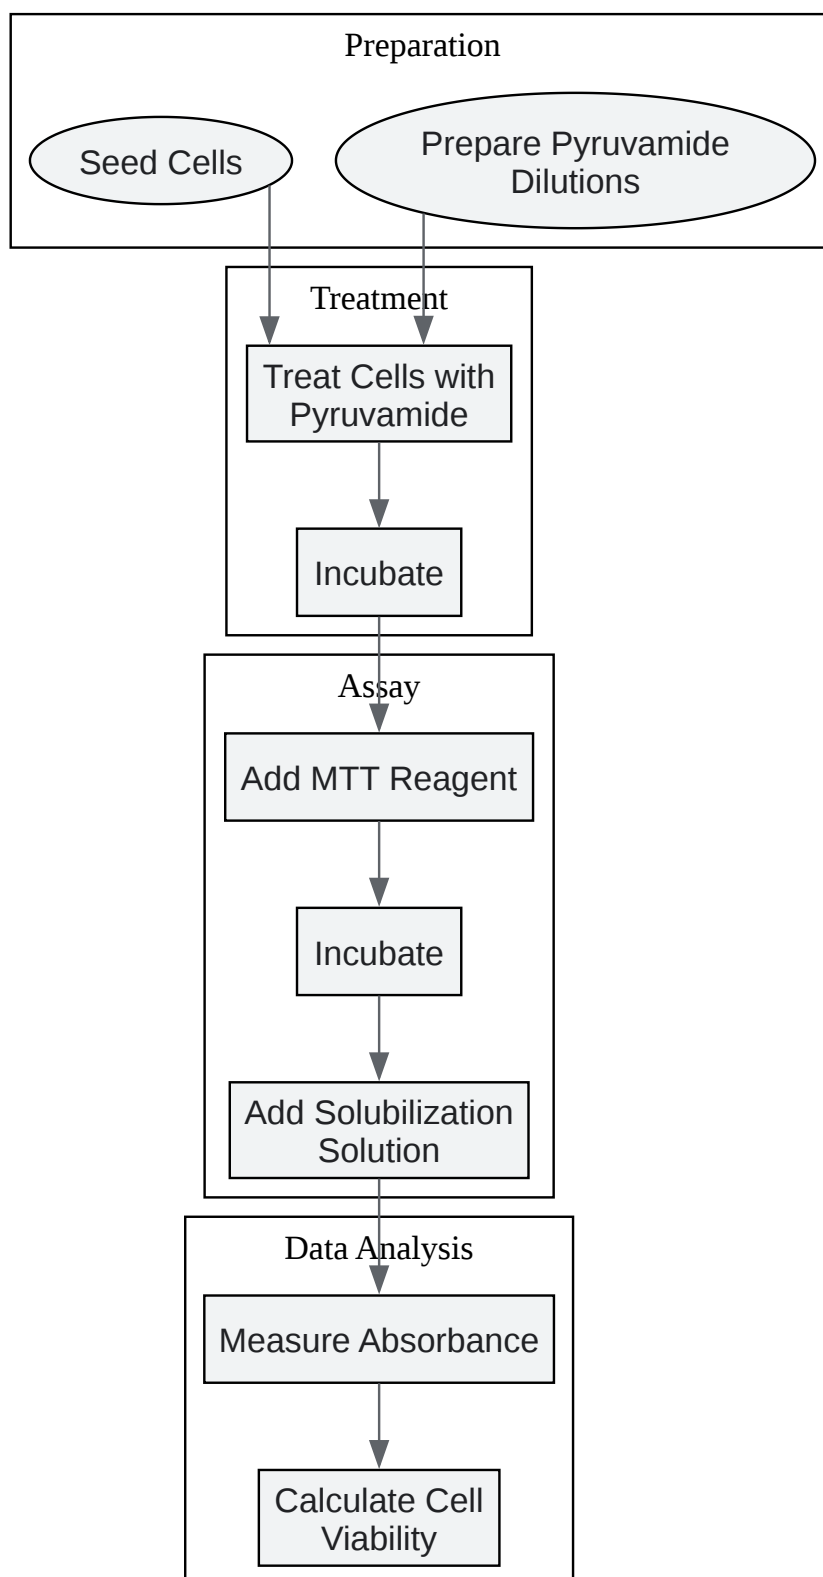 Preparation
Seed Cells
Prepare Pyruvamide
Dilutions
Treatment
Treat Cells with
Pyruvamide
Incubate
Assay
Add MTT Reagent
Incubate
Add Solubilization
Solution
Data Analysis
Measure Absorbance
Calculate Cell
Viability